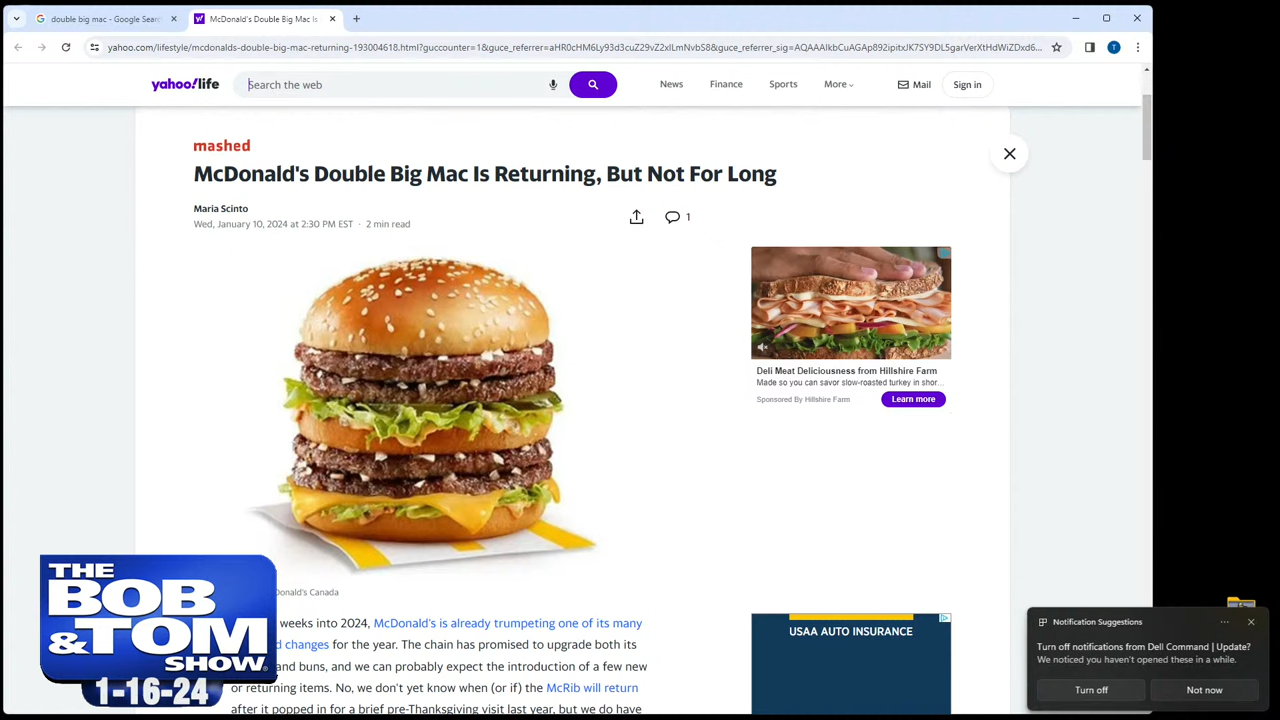 double big mac - Google Sear
McDonald's Double Big Mac Is
yahoo.com/lifestyle/mcdonalds-double-big-mac-returning-193004618.html?guccounter=1&guce_referrer=
T
yahoo!life
Search the web
News
Finance
Sports
More
Mail
Sign in
mashed
McDonald's Double Big Mac Is Returning, But Not For Long
Maria Scinto
Wed, January 10, 2024 at 2:30 PM EST · 2 min read
1
Deli Meat Deliciousness from Hillshire Farm
Made so you can savor slow-roasted turkey in shor...
Sponsored By Hillshire Farm
Learn more
onald's Canada
weeks into 2024, McDonald's is already trumpeting one of its many
d changes for the year. The chain has promised to upgrade both its
and buns, and we can probably expect the introduction of a few new
or returning items. No, we don't yet know when (or if) the McRib will return
after it popped in for a brief pre-Thanksgiving visit last year, but we do have
USAA AUTO INSURANCE
THE
BOB
&TOM
SHOW
1-16-24
Notification Suggestions
Turn off notifications from Dell Command | Update?
We noticed you haven't opened these in a while.
Turn off
Not now